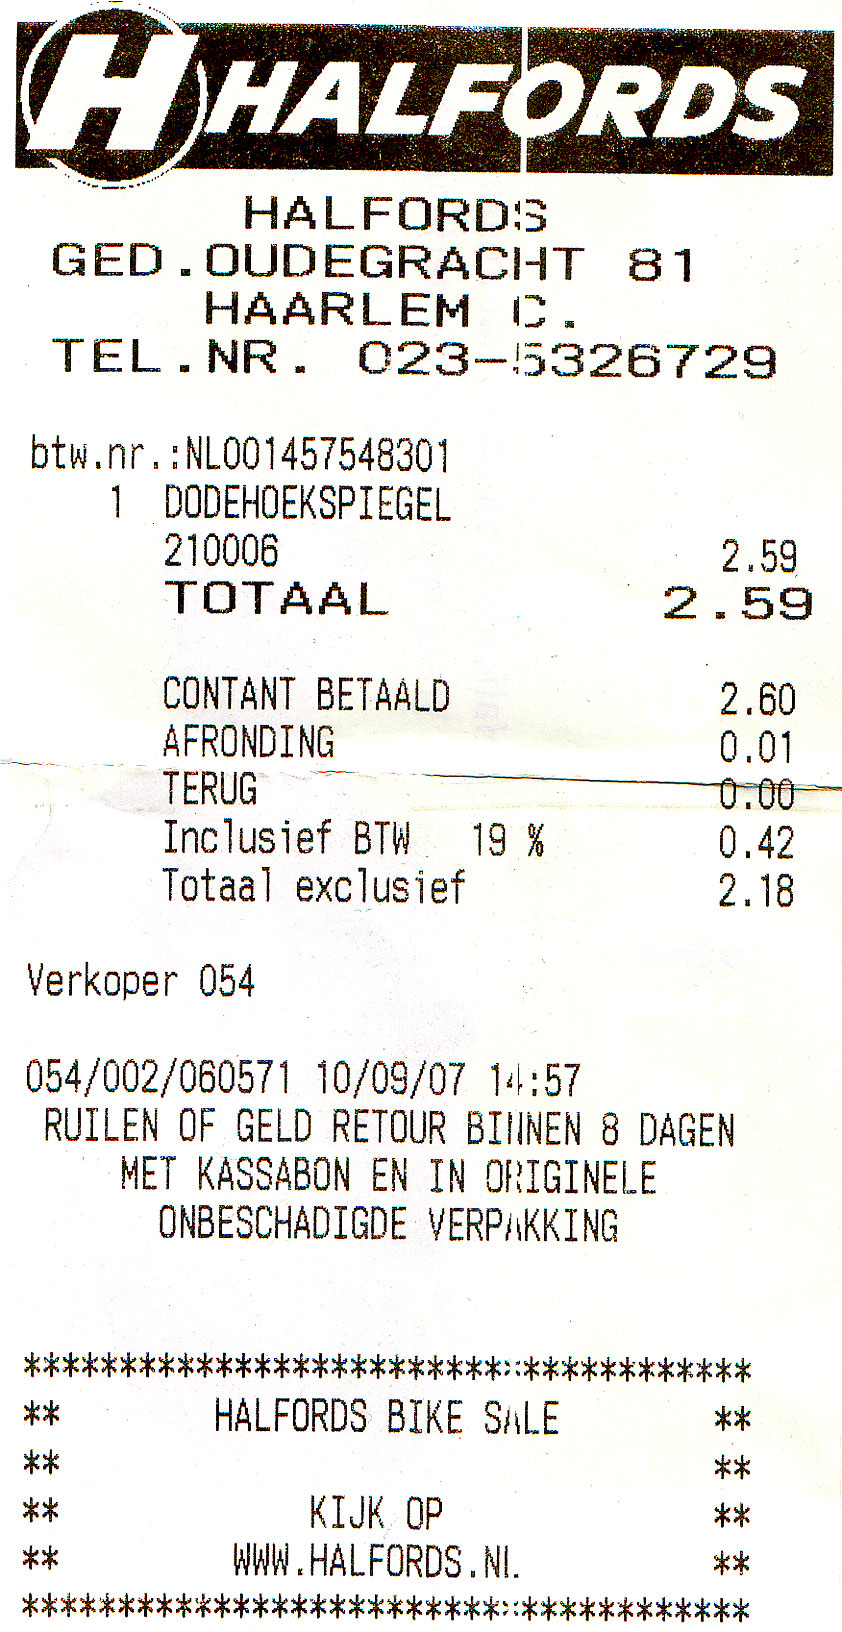 H HALFORDS
HALFORDS
GED.OUDEGRACHT 81
HAARLEM C.
TEL.NR. 023-5326729
btw.nr.:NL001457548301
1 DODEHOEKSPIEGEL
210006 2.59
TOTAAL 2.59
CONTANT BETAALD 2.60
AFRONDING 0.01
TERUG 0.00
Inclusief BTW 19 % 0.42
Totaal exclusief 2.18
Verkoper 054
054/002/060571 10/09/07 14:57
RUILEN OF GELD RETOUR BINNEN 8 DAGEN
MET KASSABON EN IN ORIGINELE
ONBESCHADIGDE VERPAKKING
**************************************
** HALFORDS BIKE SALE **
** **
** KIJK OP **
** WWW.HALFORDS.NL **
**************************************